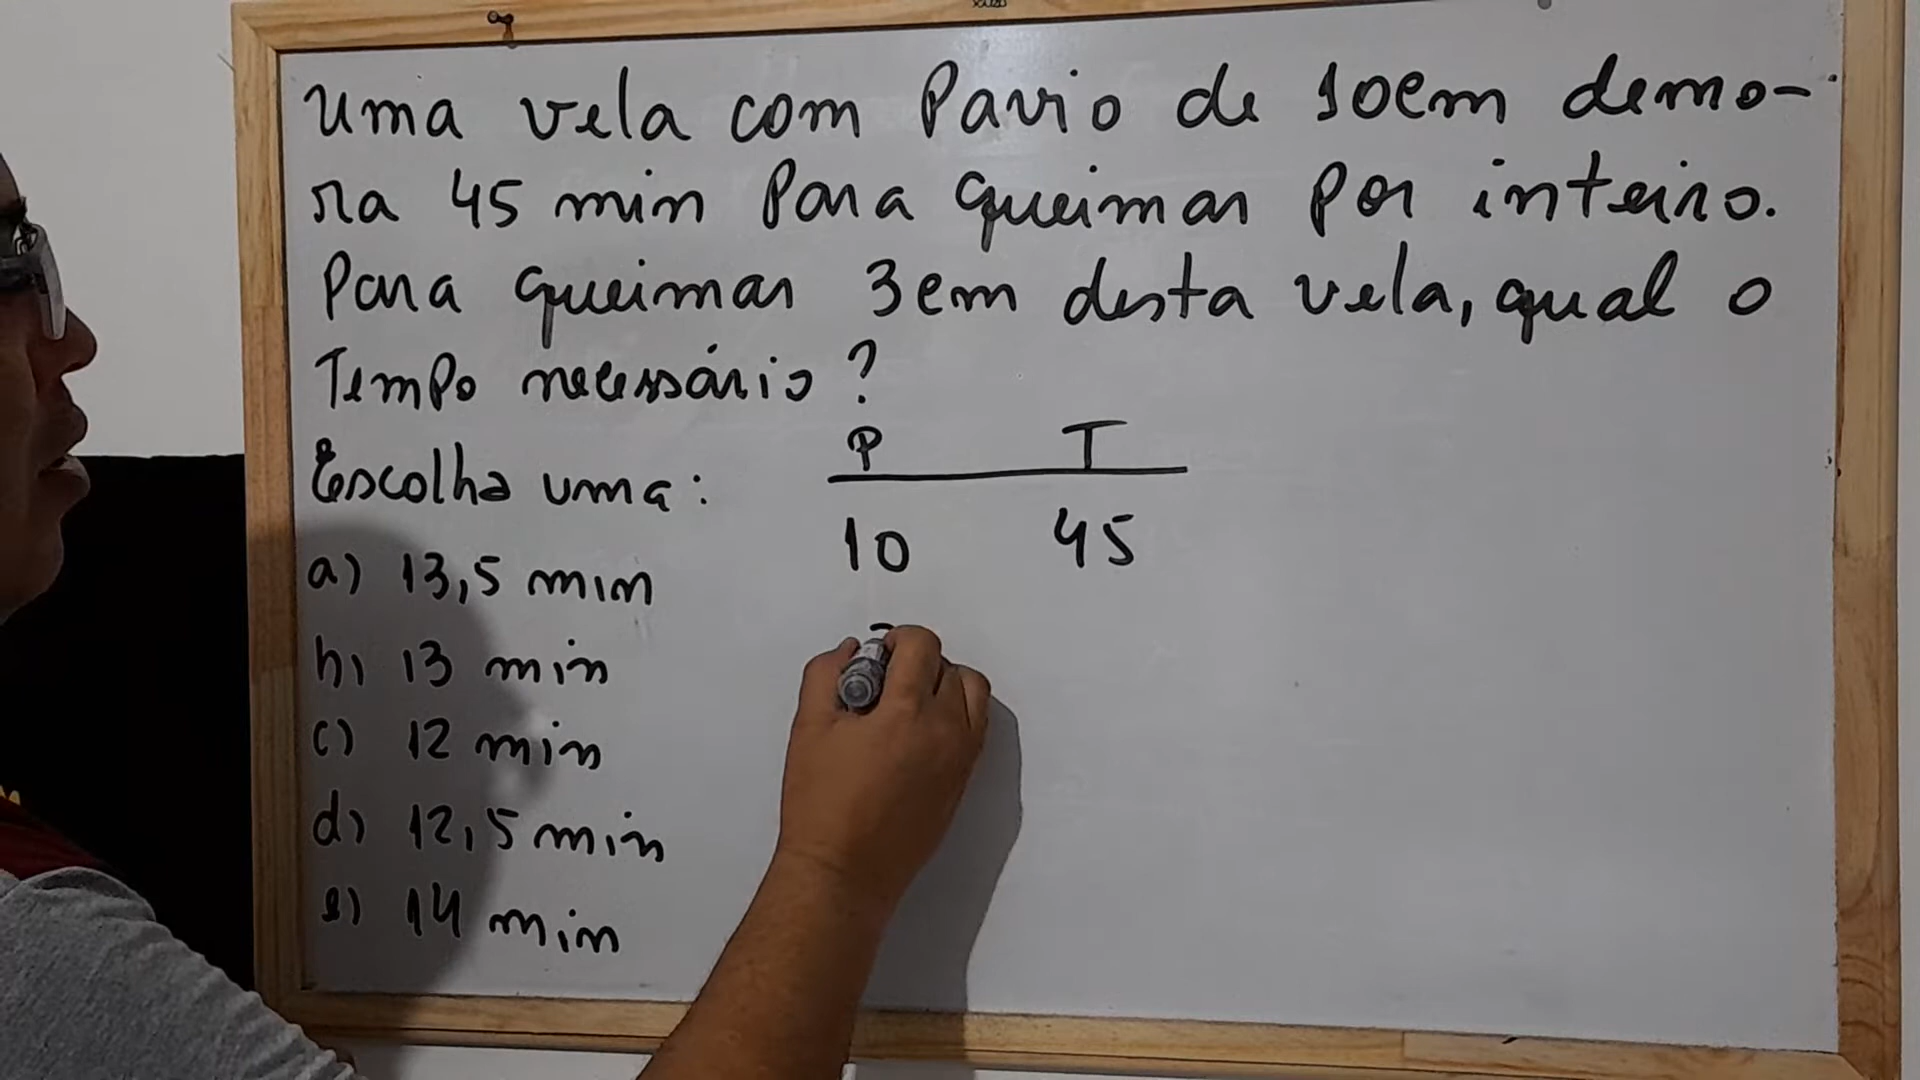 uma vela com Pavio de 10cm demo-
ra 45 min Para queimar por inteiro.
Para queimar 3cm desta vela, qual o
Tempo necessário?
Escolha uma:
P T
10 45
a) 13,5 min
b) 13 min
c) 12 min
d) 12,5 min
e) 14 min